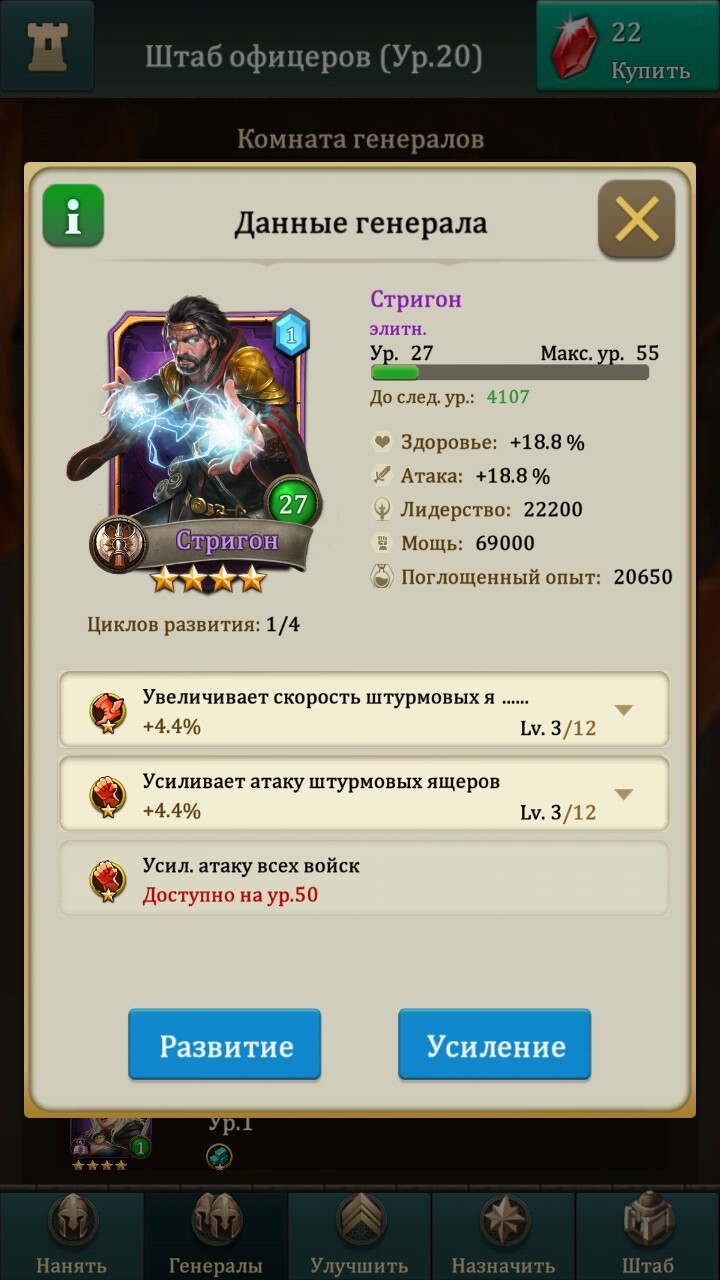 Штаб офицеров (Ур.20)
22
Купить
Комната генералов
Данные генерала
Стригон
элитн.
Ур. 27 Макс. ур. 55
До след. ур.: 4107
Здоровье: +18.8 %
Атака: +18.8 %
Лидерство: 22200
Мощь: 69000
Поглощенный опыт: 20650
1
27
Стригон
Циклов развития: 1/4
Увеличивает скорость штурмовых я ......
+4.4% Lv. 3/12
Усиливает атаку штурмовых ящеров
+4.4% Lv. 3/12
Усил. атаку всех войск
Доступно на ур.50
Развитие Усиление
Ур.1
1
Нанять Генералы Улучшить Назначить Штаб